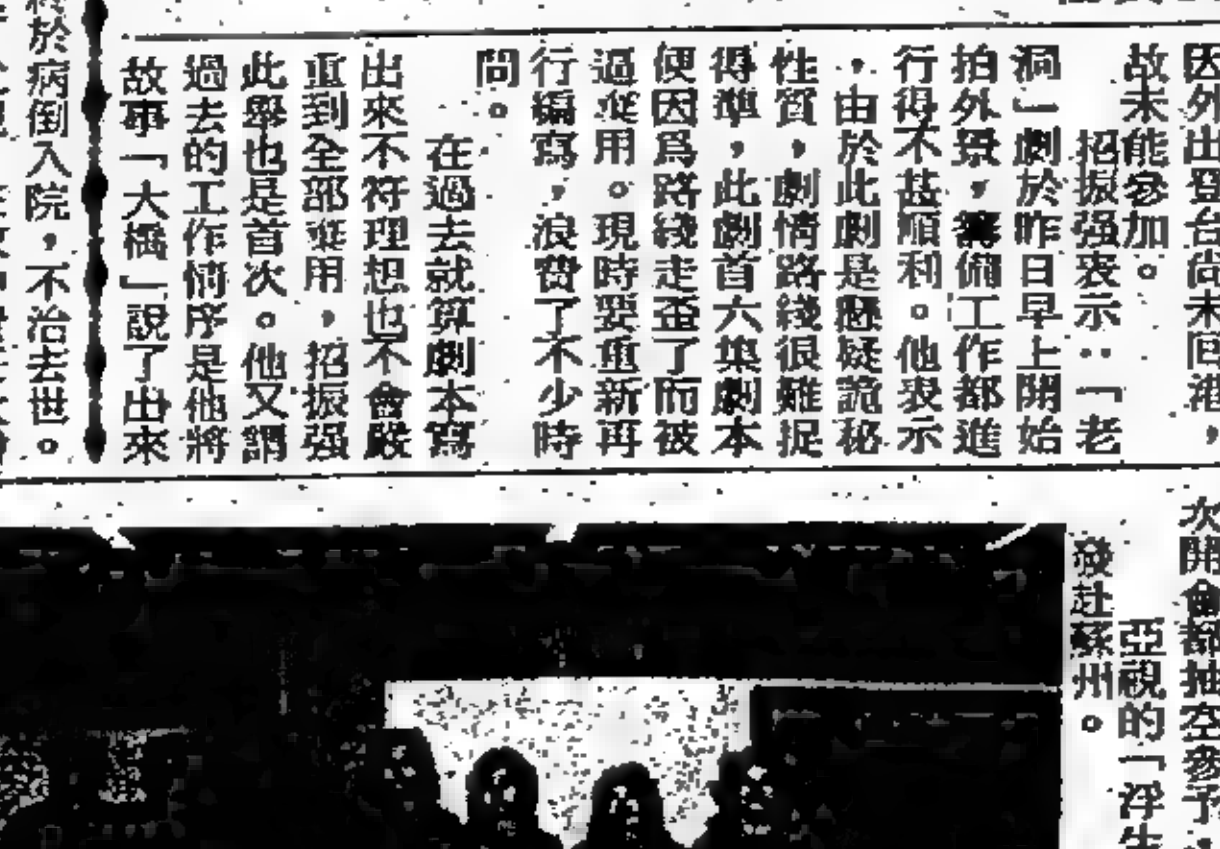 因外出登台尚未回港，
故未能參加。
招振强表示：「老
洞」劇於昨日早上開始
拍外景，籌備工作都進
行得不甚順利。他表示
，由於此劇是懸疑詭秘
性質，劇情路綫很難捉
得準，此劇首六集劇本
便因爲路綫走歪了而被
過棄用。現時要重新再
行編寫，浪費了不少時
間。
在過去就算劇本寫
出來不符理想也不會嚴
重到全部棄用，招振强
此舉也是首次。他又謂
過去的工作情序是他將
故事「大橋」說了出來
於病倒入院，不治去世。
次開會都抽空參予，
亞視的「浮生
發赴蘇州。